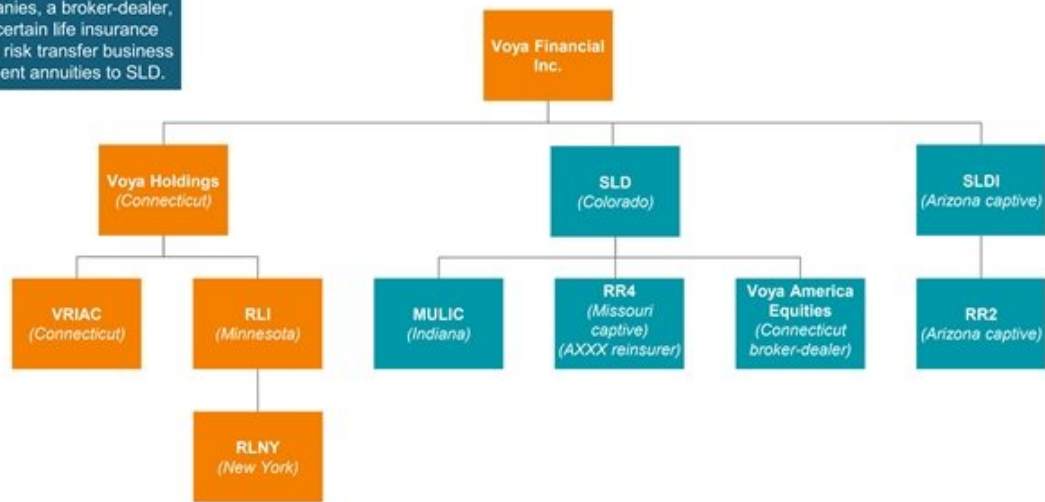 a broker-dealer,
certain life insurance
risk transfer business
annuities to SLD.
Voya Financial
Inc.
Voya Holdings
(Connecticut)
SLD
(Colorado)
SLDI
(Arizona captive)
VRIAC
(Connecticut)
RLI
(Minnesota)
MULIC
(Indiana)
RR4
(Missouri
captive)
(AXXX reinsurer)
Voya America
Equities
(Connecticut
broker-dealer)
RR2
(Arizona captive)
RLNY
(New York)